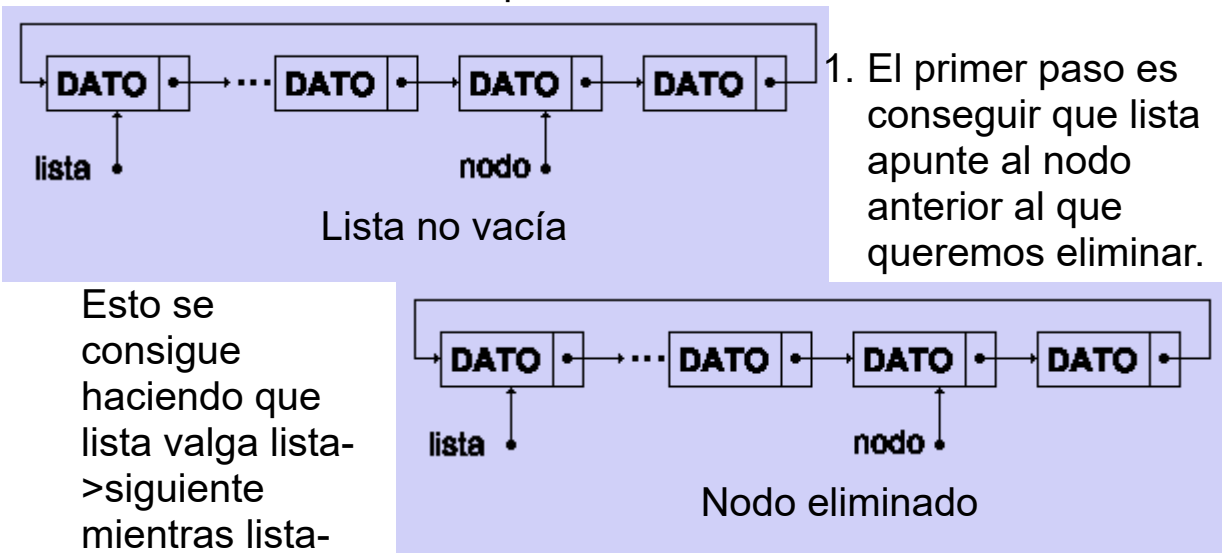 DATO ... DATO DATO DATO
lista nodo
Lista no vacía
1. El primer paso es
conseguir que lista
apunte al nodo
anterior al que
queremos eliminar.
Esto se
consigue
haciendo que
lista valga lista-
>siguiente
mientras lista-
DATO ... DATO DATO DATO
lista nodo
Nodo eliminado